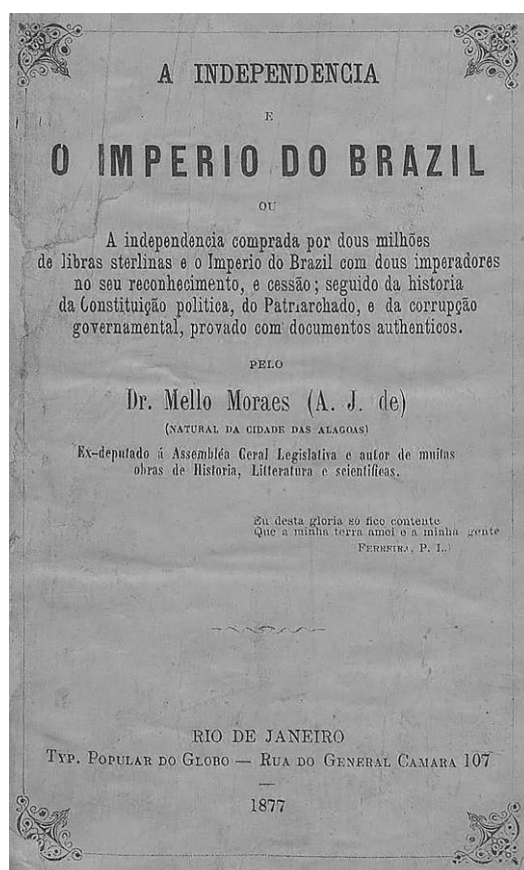 A INDEPENDENCIA
E
O IMPERIO DO BRAZIL
OU
A independencia comprada por dous milhões
de libras sterlinas e o Imperio do Brazil com dous imperadores
no seu reconhecimento, e cessão; seguido da historia
da Constituição politica, do Patriarchado, e da corrupção
governamental, provado com documentos authenticos.
PELO
Dr. Mello Moraes (A. J. de)
(NATURAL DA CIDADE DAS ALAGOAS)
Ex-deputado á Assembléa Geral Legislativa e autor de muitas
obras de Historia, Litteratura e scientificas.
Eu desta gloria só fico contente
Que a minha terra amei e a minha gente
FERREIRA, P. L.)
RIO DE JANEIRO
TYP. POPULAR DO GLOBO — RUA DO GENERAL CAMARA 107
1877